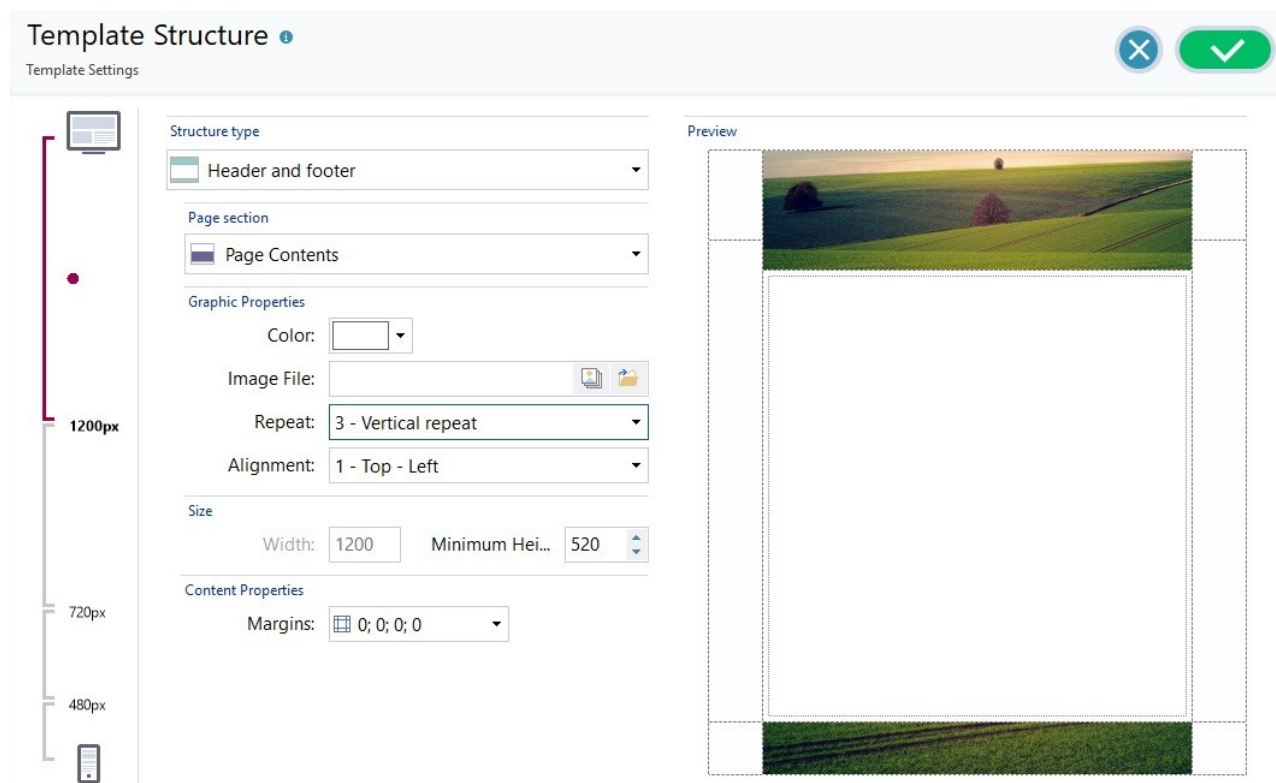 Template Structure
Template Settings
Structure type
Header and footer
Page section
Page Contents
Graphic Properties
Color:
Image File:
Repeat: 3 - Vertical repeat
Alignment: 1 - Top - Left
Size
Width: 1200 Minimum Hei... 520
Content Properties
Margins: 0; 0; 0; 0
Preview
1200px
720px
480px